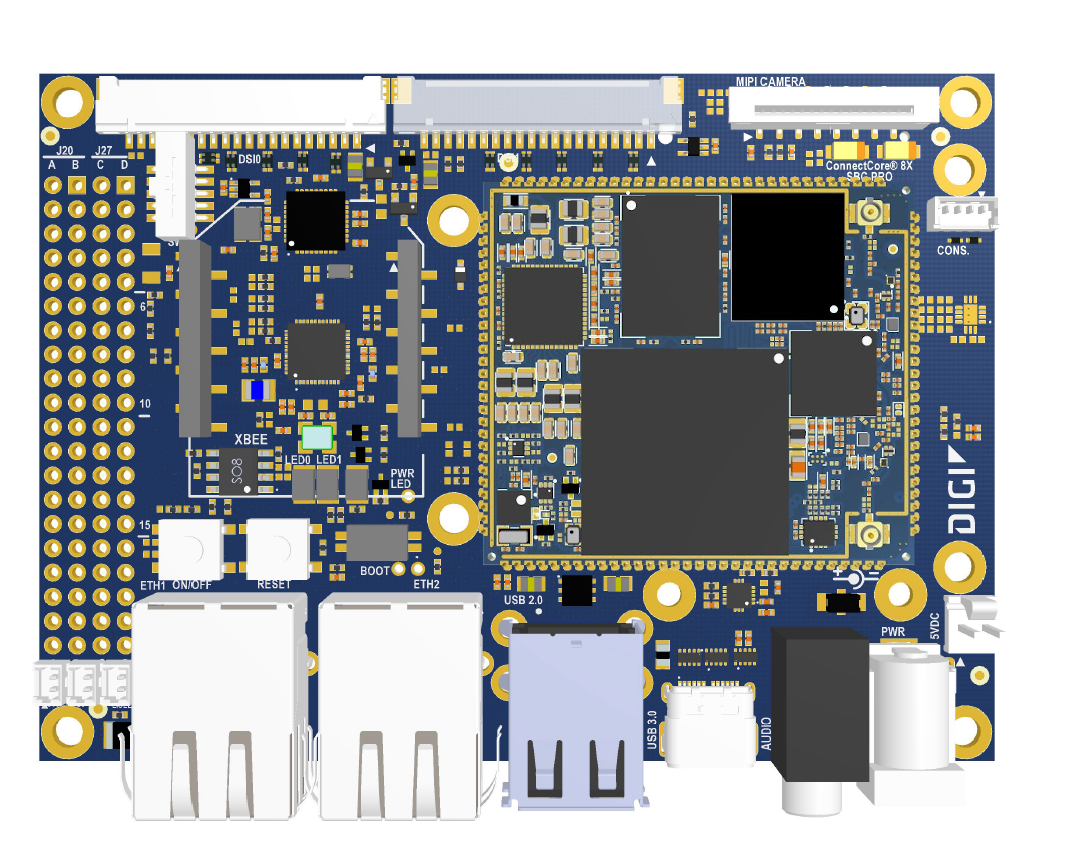 MIPI CAMERA
J20 J27
A B C D
DSI0
ConnectCore® 8X
SBC PRO
CONS.
6
10
XBEE
SO8
LED0 LED1
PWR
LED
15
DIGI
BOOT
ETH1 ON/OFF
RESET
ETH2
USB 2.0
+ −
5VDC
PWR
USB 3.0
AUDIO